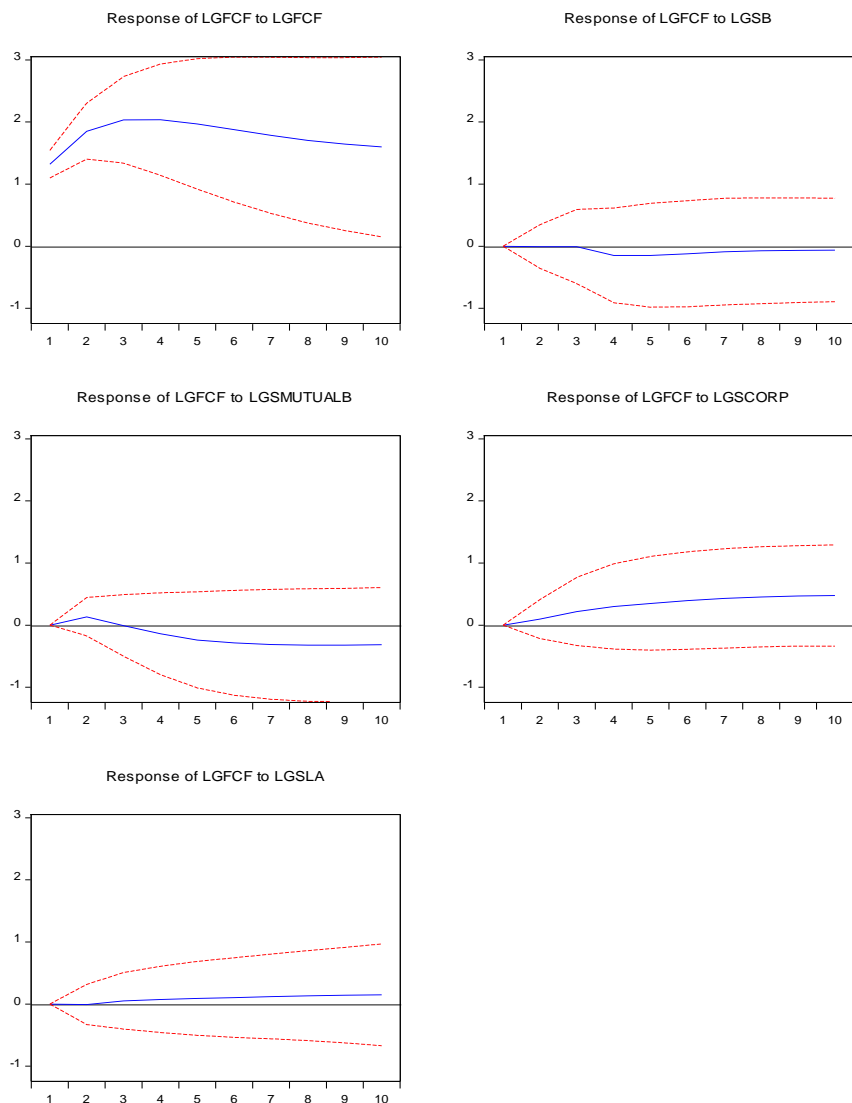 Response of LGFCF to LGFCF
3
2
1
0
-1
1 2 3 4 5 6 7 8 9 10
Response of LGFCF to LGSB
3
2
1
0
-1
1 2 3 4 5 6 7 8 9 10
Response of LGFCF to LGSMUTUALB
3
2
1
0
-1
1 2 3 4 5 6 7 8 9 10
Response of LGFCF to LGSCORP
3
2
1
0
-1
1 2 3 4 5 6 7 8 9 10
Response of LGFCF to LGSLA
3
2
1
0
-1
1 2 3 4 5 6 7 8 9 10